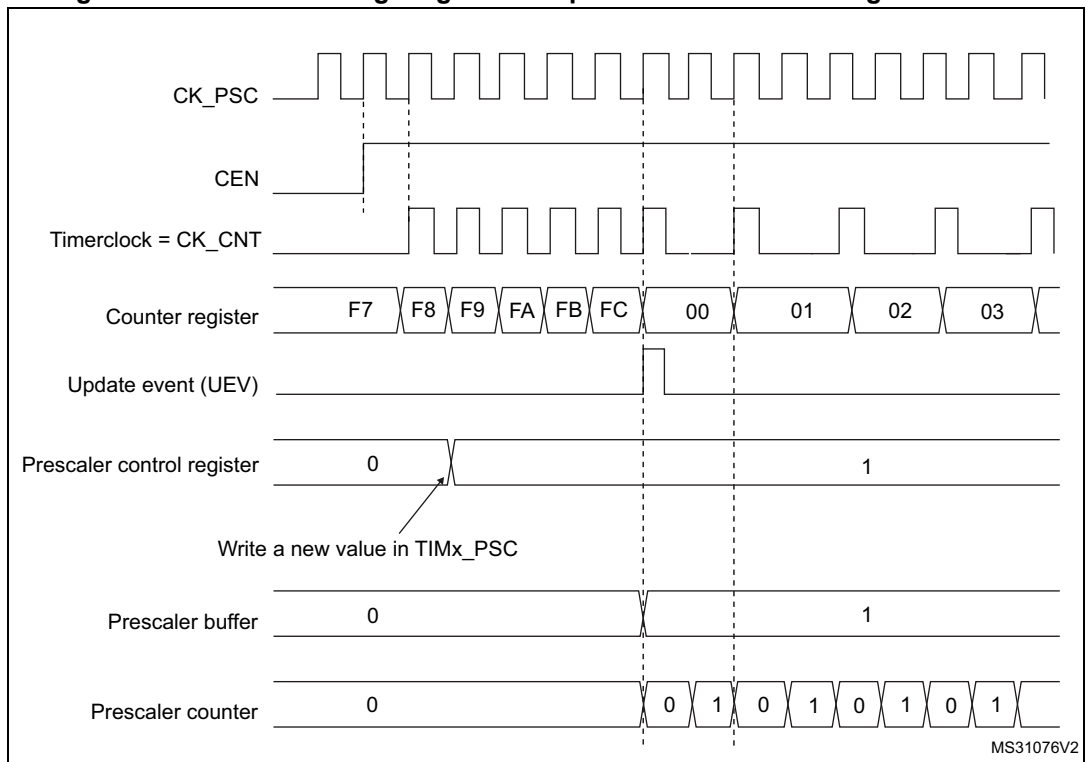 CK_PSC
CEN
Timerclock = CK_CNT
Counter register F7 F8 F9 FA FB FC 00 01 02 03
Update event (UEV)
Prescaler control register 0 1
Write a new value in TIMx_PSC
Prescaler buffer 0 1
Prescaler counter 0 0 1 0 1 0 1 0 1
MS31076V2